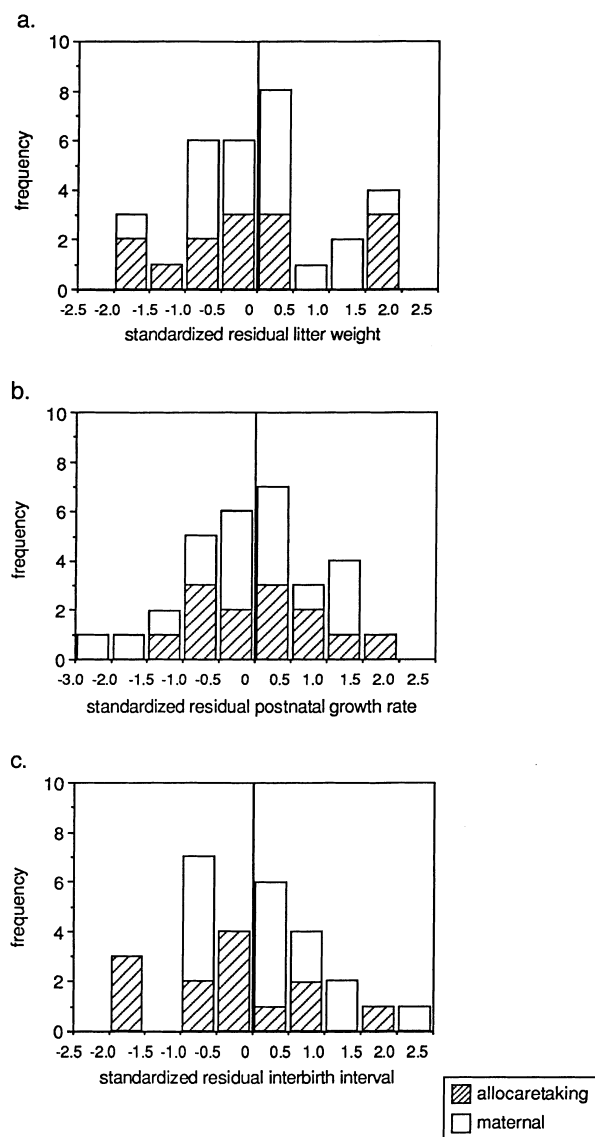 a.
10
8
6
4
2
0
frequency
-2.5 -2.0 -1.5 -1.0 -0.5 0 0.5 1.0 1.5 2.0 2.5
standardized residual litter weight
b.
10
8
6
4
2
0
frequency
-3.0 -2.0 -1.5 -1.0 -0.5 0 0.5 1.0 1.5 2.0 2.5
standardized residual postnatal growth rate
c.
10
8
6
4
2
0
frequency
-2.5 -2.0 -1.5 -1.0 -0.5 0 0.5 1.0 1.5 2.0 2.5
standardized residual interbirth interval
allocaretaking
maternal